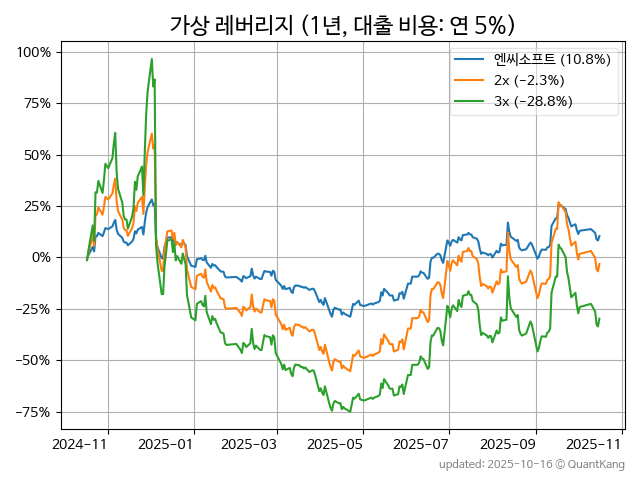 가상 레버리지 (1년, 대출 비용: 연 5%)
엔씨소프트 (10.8%)
2x (−2.3%)
3x (−28.8%)
100%
75%
50%
25%
0%
−25%
−50%
−75%
2024-11 2025-01 2025-03 2025-05 2025-07 2025-09 2025-11
updated: 2025-10-16 © QuantKang